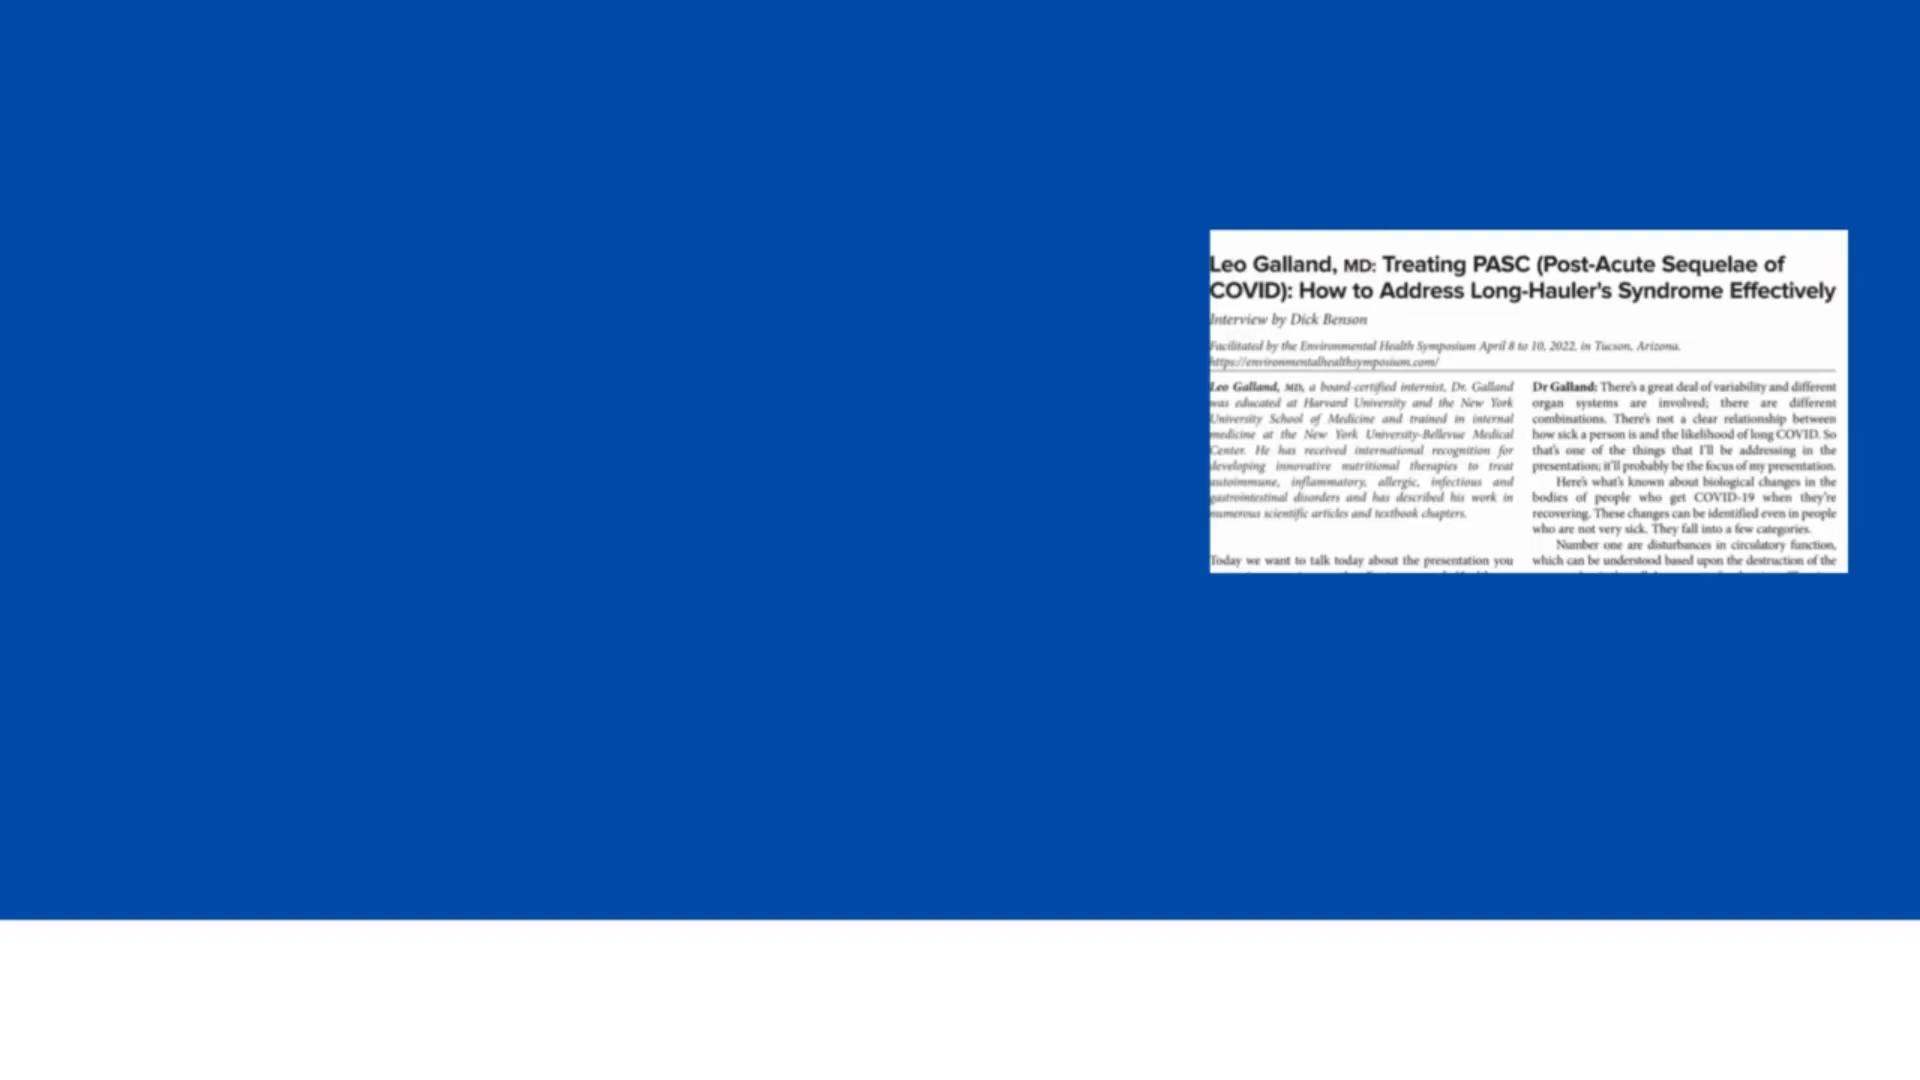 Leo Galland, MD: Treating PASC (Post-Acute Sequelae of
COVID): How to Address Long-Hauler's Syndrome Effectively
Interview by Dick Benson
Facilitated by the Environmental Health Symposium April 8 to 10, 2022, in Tucson, Arizona.
https://environmentalhealthsymposium.com/
Leo Galland, MD, a board-certified internist, Dr. Galland
was educated at Harvard University and the New York
University School of Medicine and trained in internal
medicine at the New York University-Bellevue Medical
Center. He has received international recognition for
developing innovative nutritional therapies to treat
autoimmune, inflammatory, allergic, infectious and
gastrointestinal disorders and has described his work in
numerous scientific articles and textbook chapters.
Today we want to talk today about the presentation you
Dr Galland: There's a great deal of variability and different
organ systems are involved; there are different
combinations. There's not a clear relationship between
how sick a person is and the likelihood of long COVID. So
that's one of the things that I'll be addressing in the
presentation; it'll probably be the focus of my presentation.
Here's what's known about biological changes in the
bodies of people who get COVID-19 when they're
recovering. These changes can be identified even in people
who are not very sick. They fall into a few categories.
Number one are disturbances in circulatory function,
which can be understood based upon the destruction of the